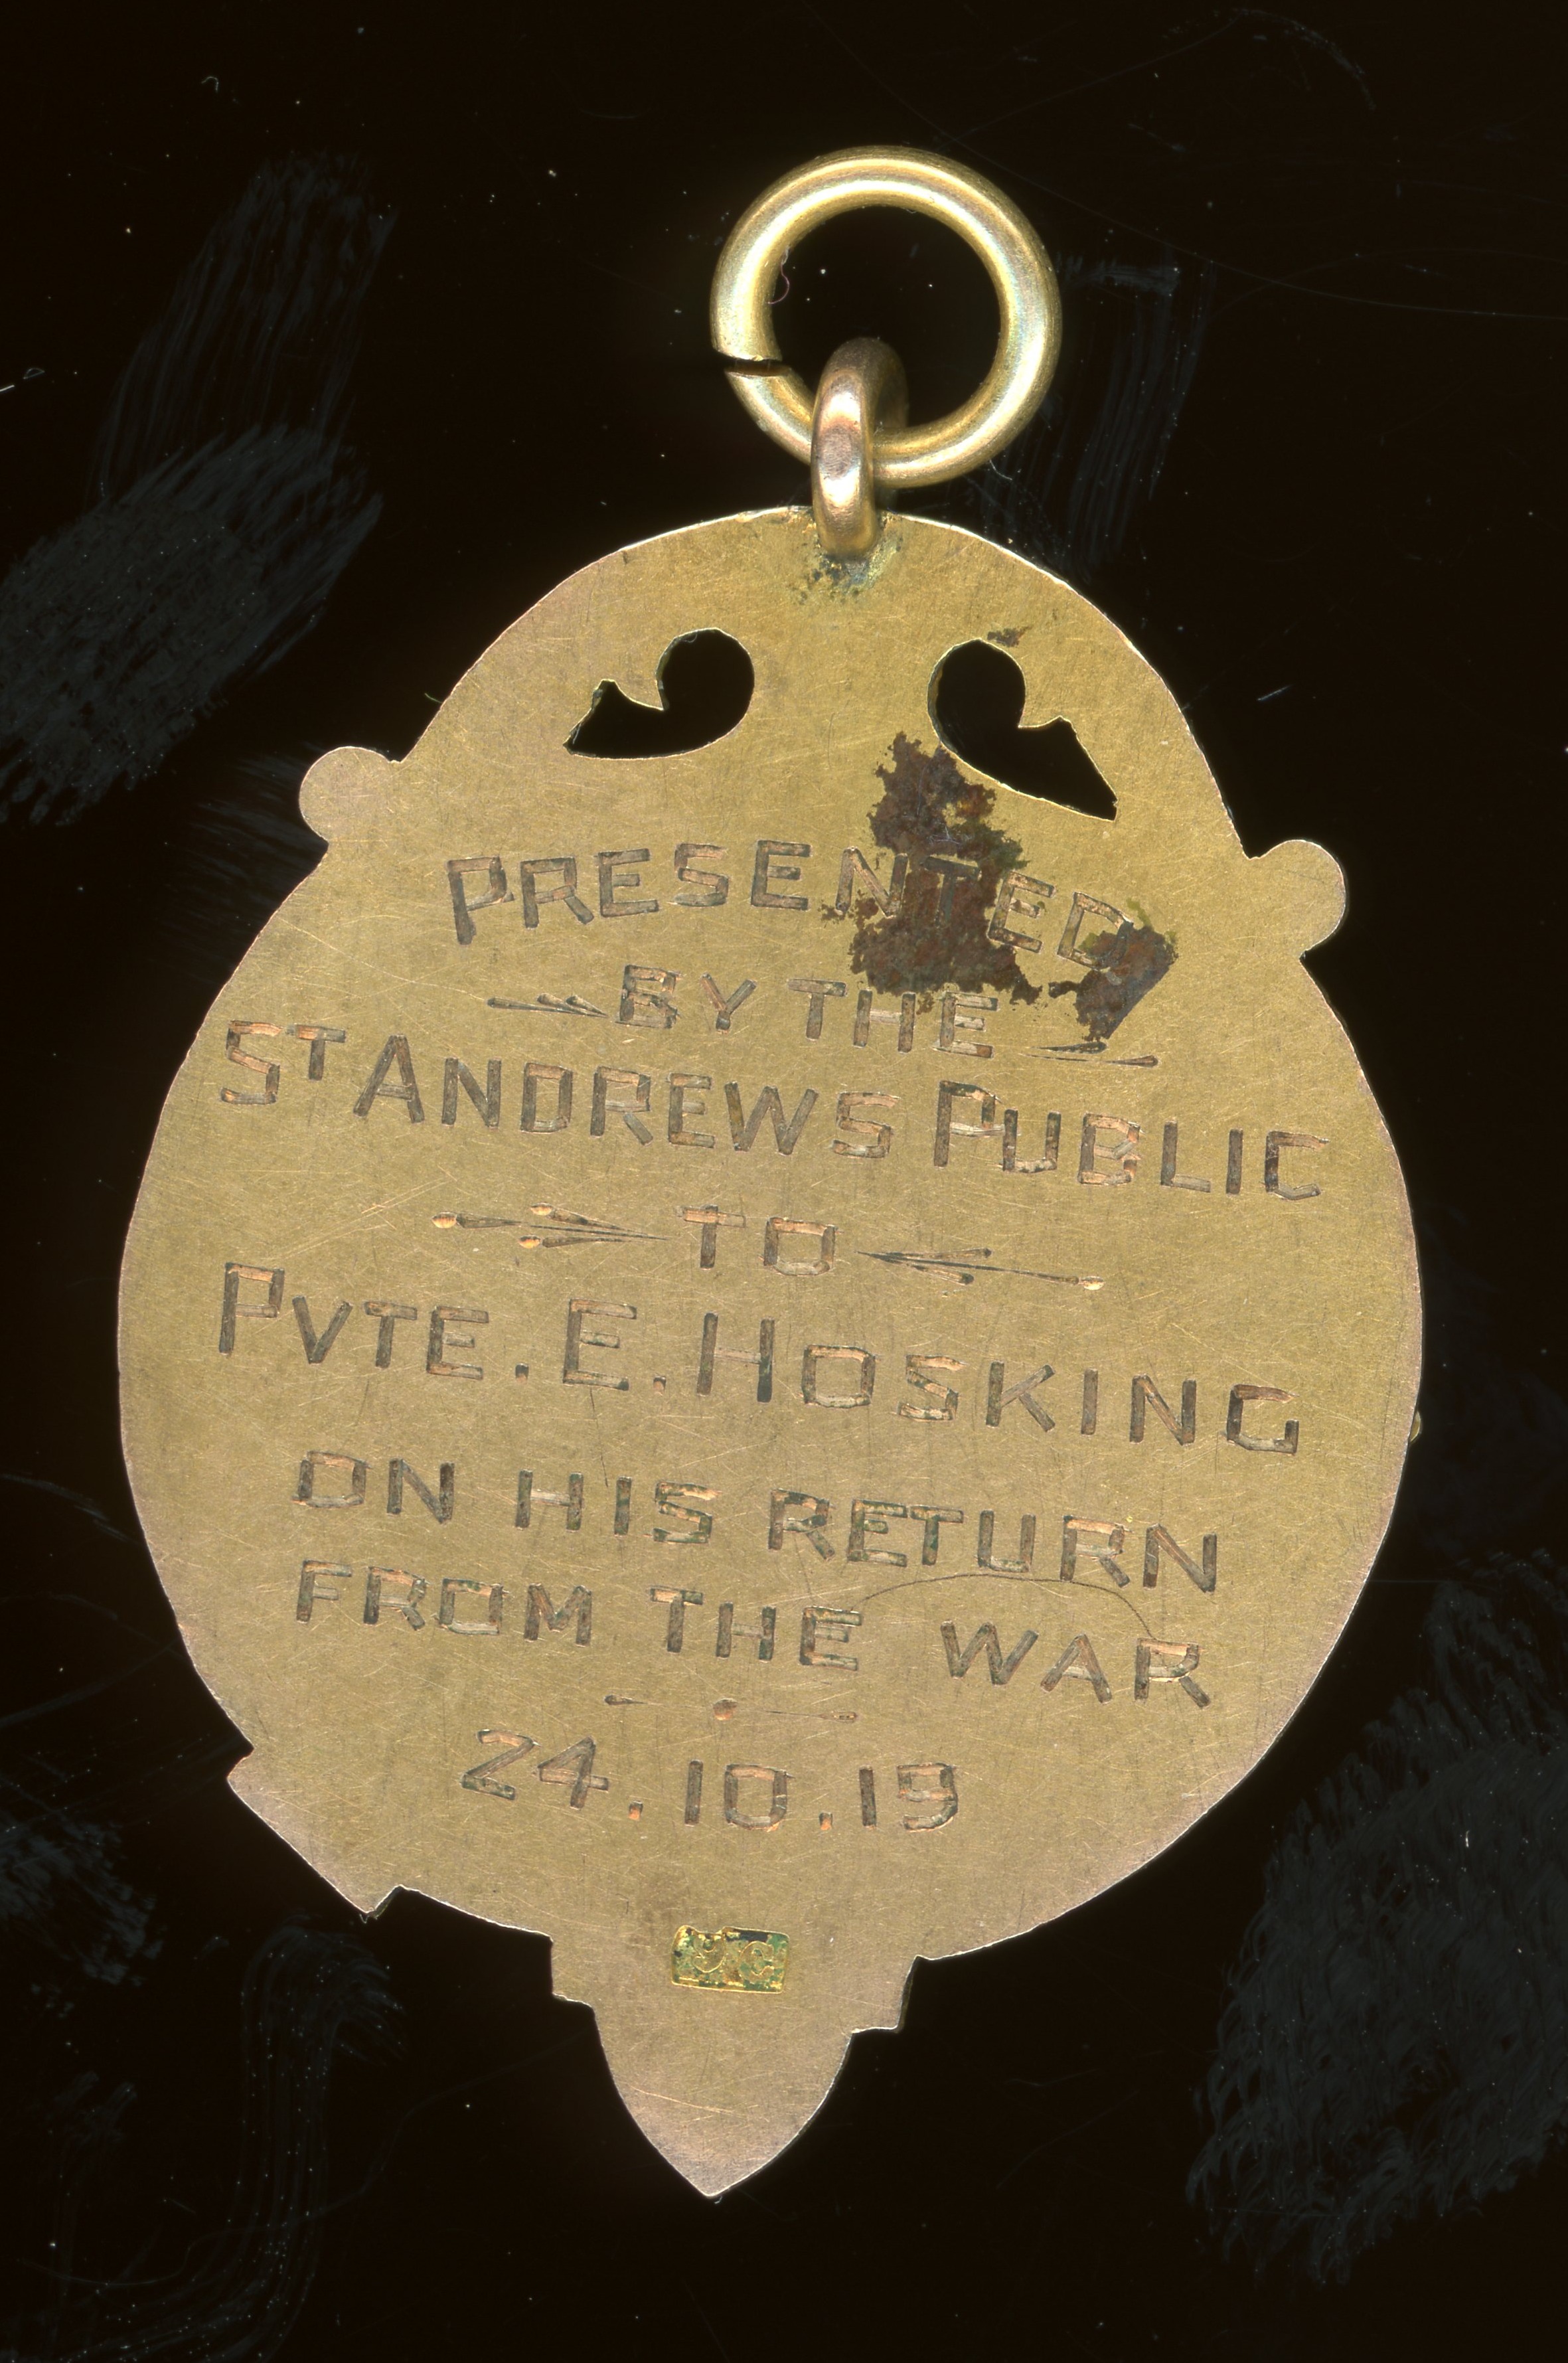 PRESENTED
BY THE
ST ANDREWS PUBLIC
TO
PVTE. E. HOSKING
ON HIS RETURN
FROM THE WAR
24.10.19